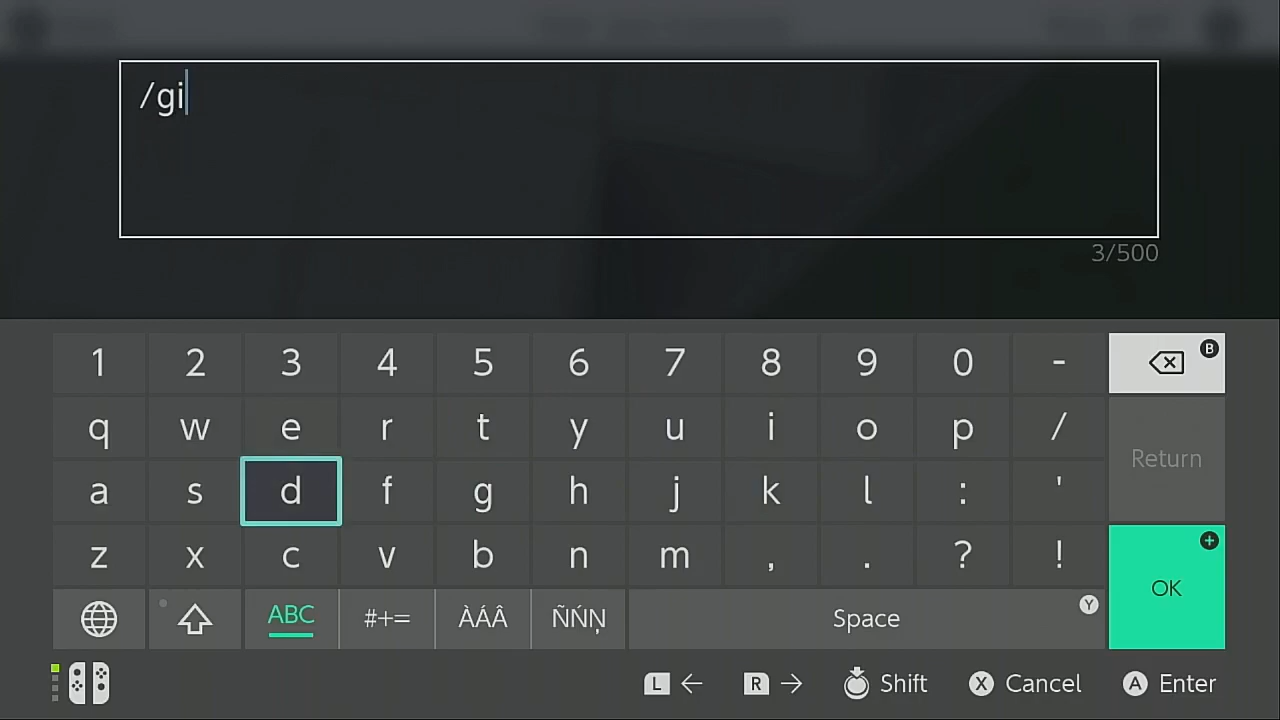 /gi
3/500
1 2 3 4 5 6 7 8 9 0 - B
q w e r t y u i o p /
Return
a s d f g h j k l : '
z x c v b n m , . ? ! +
OK
ABC #+= ÀÁÂ ÑŃŅ Space Y
L ← R → Shift X Cancel A Enter